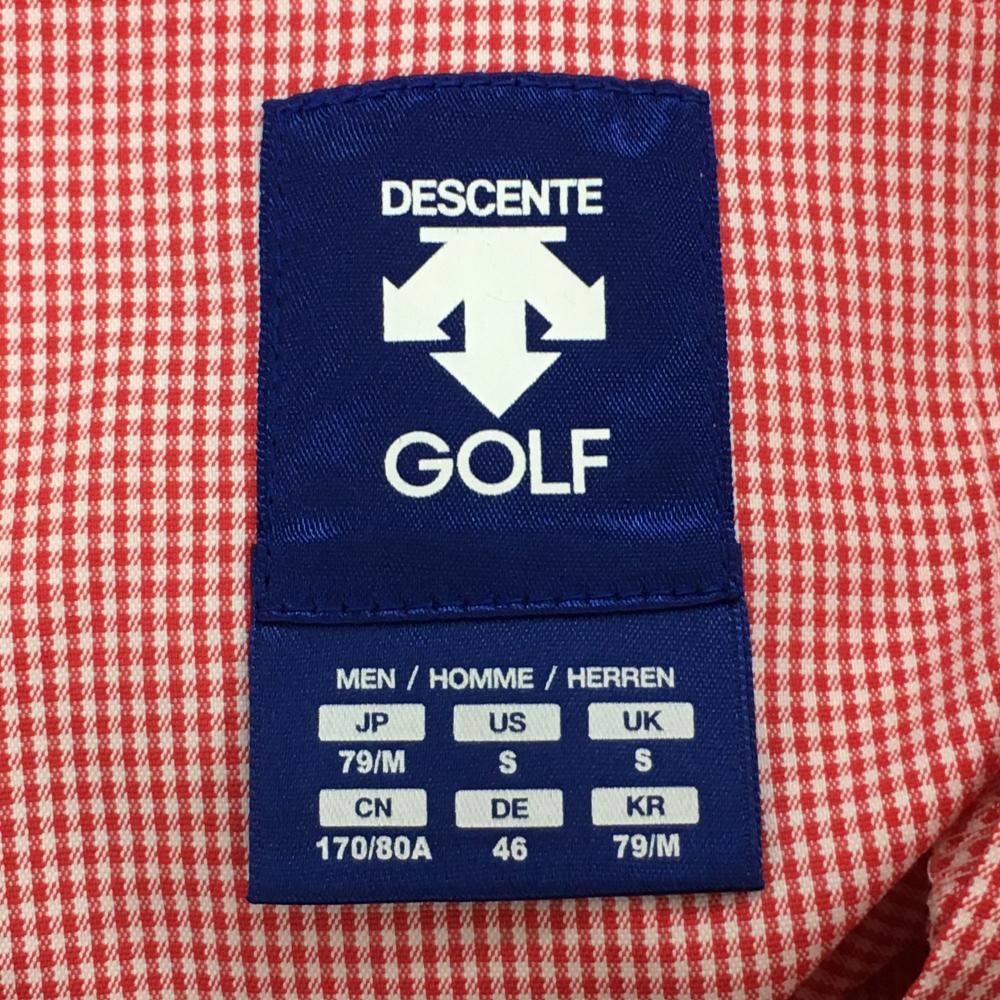 DESCENTE
GOLF
MEN / HOMME / HERREN
JP US UK
79/M S S
CN DE KR
170/80A 46 79/M